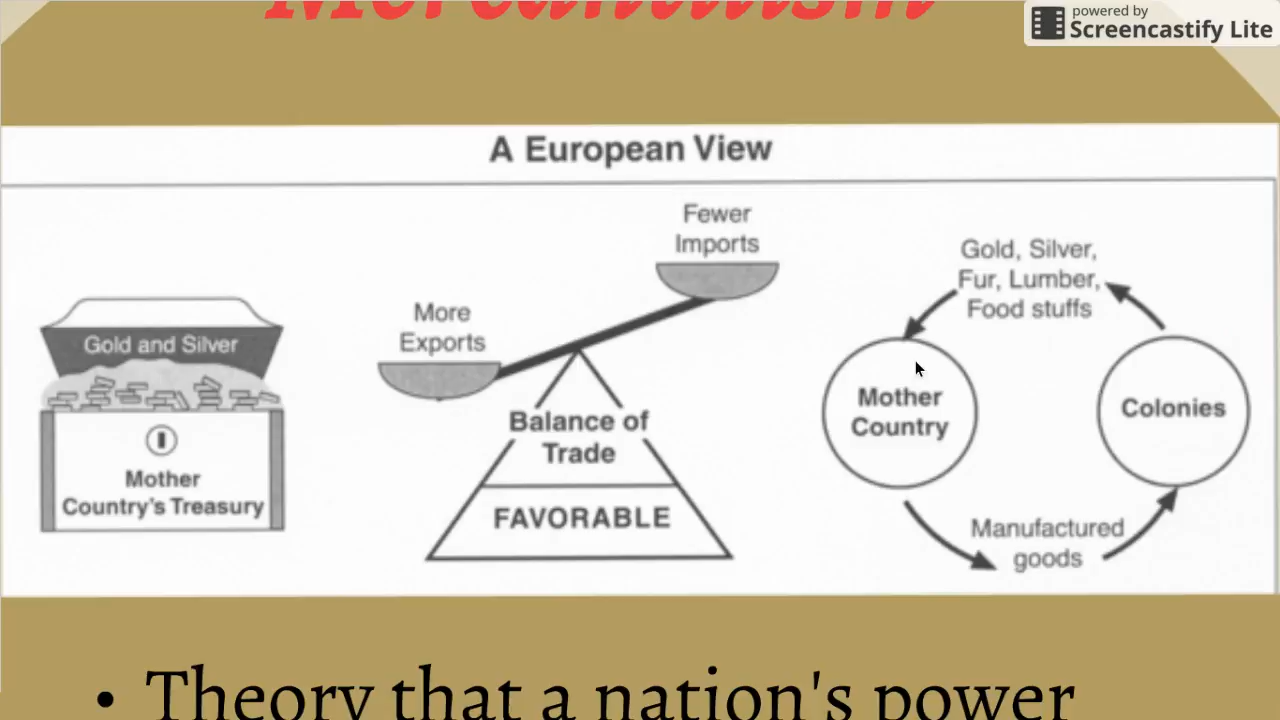 Mercantilism
powered by
Screencastify Lite
A European View
Gold and Silver
Mother
Country's Treasury
More
Exports
Fewer
Imports
Balance of
Trade
FAVORABLE
Gold, Silver,
Fur, Lumber,
Food stuffs
Mother
Country
Colonies
Manufactured
goods
• Theory that a nation's power